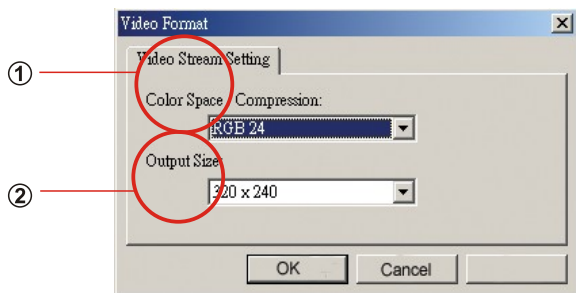 Video Format
Video Stream Setting
①
Color Space / Compression:
RGB 24
Output Size:
②
320 x 240
OK
Cancel